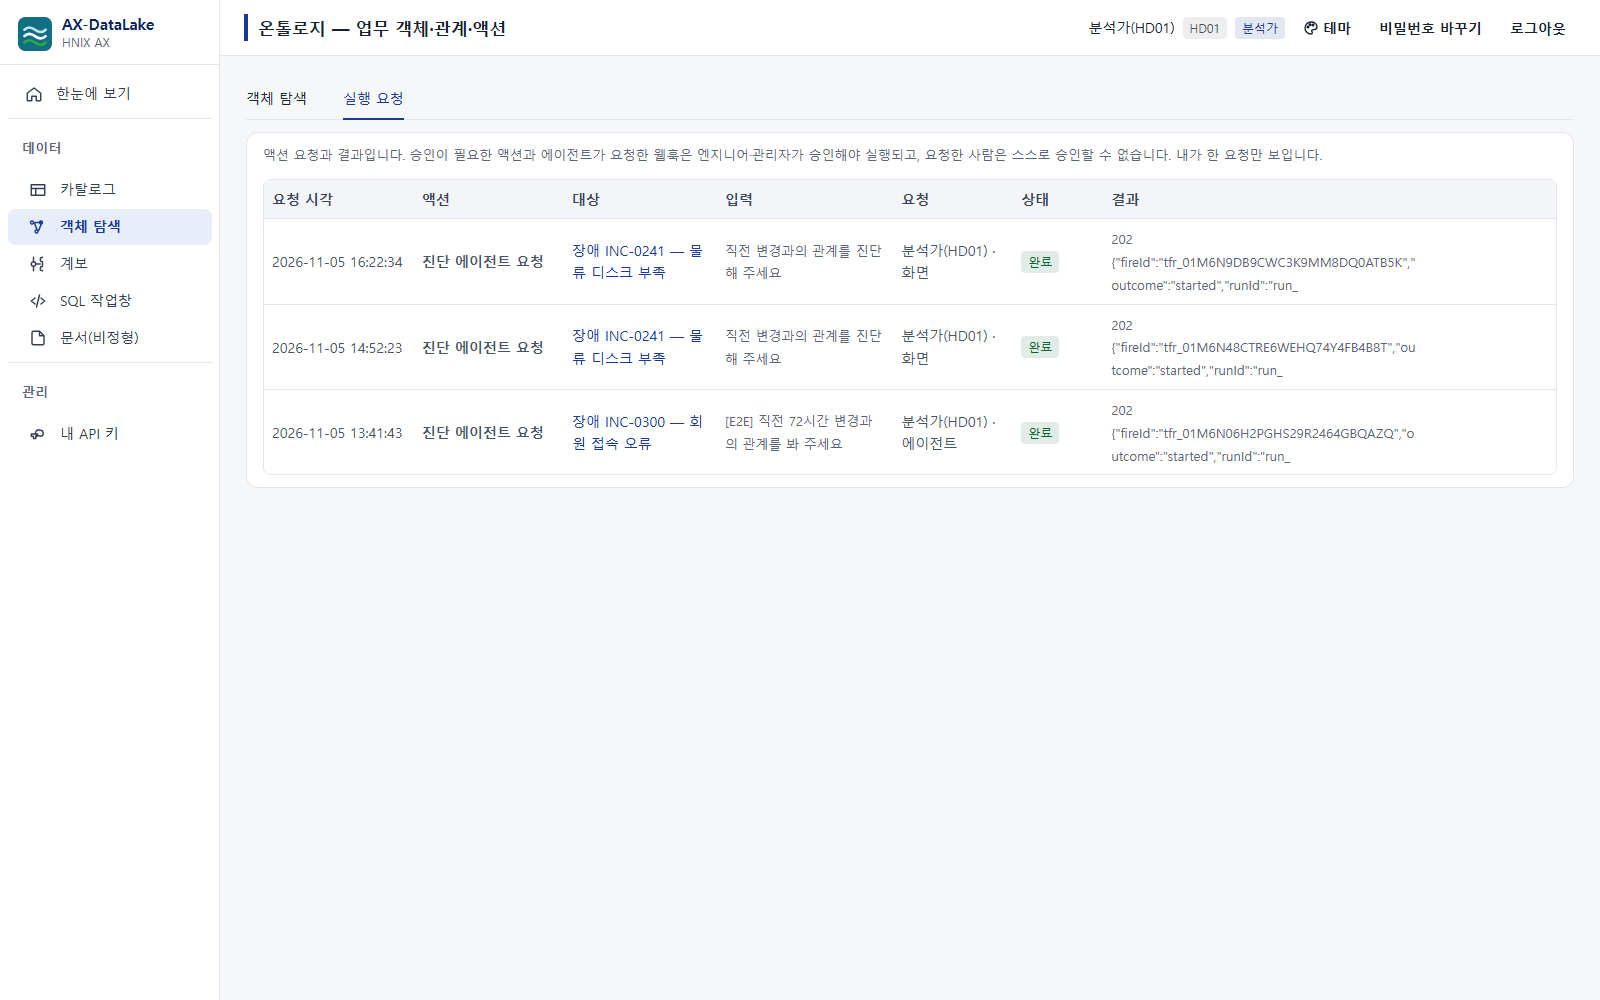 AX-DataLake
HNIX AX
한눈에 보기
데이터
카탈로그
객체 탐색
계보
SQL 작업창
문서(비정형)
관리
내 API 키
온톨로지 — 업무 객체·관계·액션
분석가(HD01) HD01 분석가 테마 비밀번호 바꾸기 로그아웃
객체 탐색 실행 요청
액션 요청과 결과입니다. 승인이 필요한 액션과 에이전트가 요청한 웹훅은 엔지니어·관리자가 승인해야 실행되고, 요청한 사람은 스스로 승인할 수 없습니다. 내가 한 요청만 보입니다.
요청 시각 액션 대상 입력 요청 상태 결과
2026-11-05 16:22:34 진단 에이전트 요청
장애 INC-0241 — 물
류 디스크 부족
직전 변경과의 관계를 진단
해 주세요
분석가(HD01) ·
화면
완료
202
{"fireId":"tfr_01M6N9DB9CWC3K9MM8DQ0ATB5K","
outcome":"started","runId":"run_
2026-11-05 14:52:23 진단 에이전트 요청
장애 INC-0241 — 물
류 디스크 부족
직전 변경과의 관계를 진단
해 주세요
분석가(HD01) ·
화면
완료
202
{"fireId":"tfr_01M6N48CTRE6WEHQ74Y4FB4B8T","ou
tcome":"started","runId":"run_
2026-11-05 13:41:43 진단 에이전트 요청
장애 INC-0300 — 회
원 접속 오류
[E2E] 직전 72시간 변경과
의 관계를 봐 주세요
분석가(HD01) ·
에이전트
완료
202
{"fireId":"tfr_01M6N06H2PGHS29R2464GBQAZQ","o
utcome":"started","runId":"run_